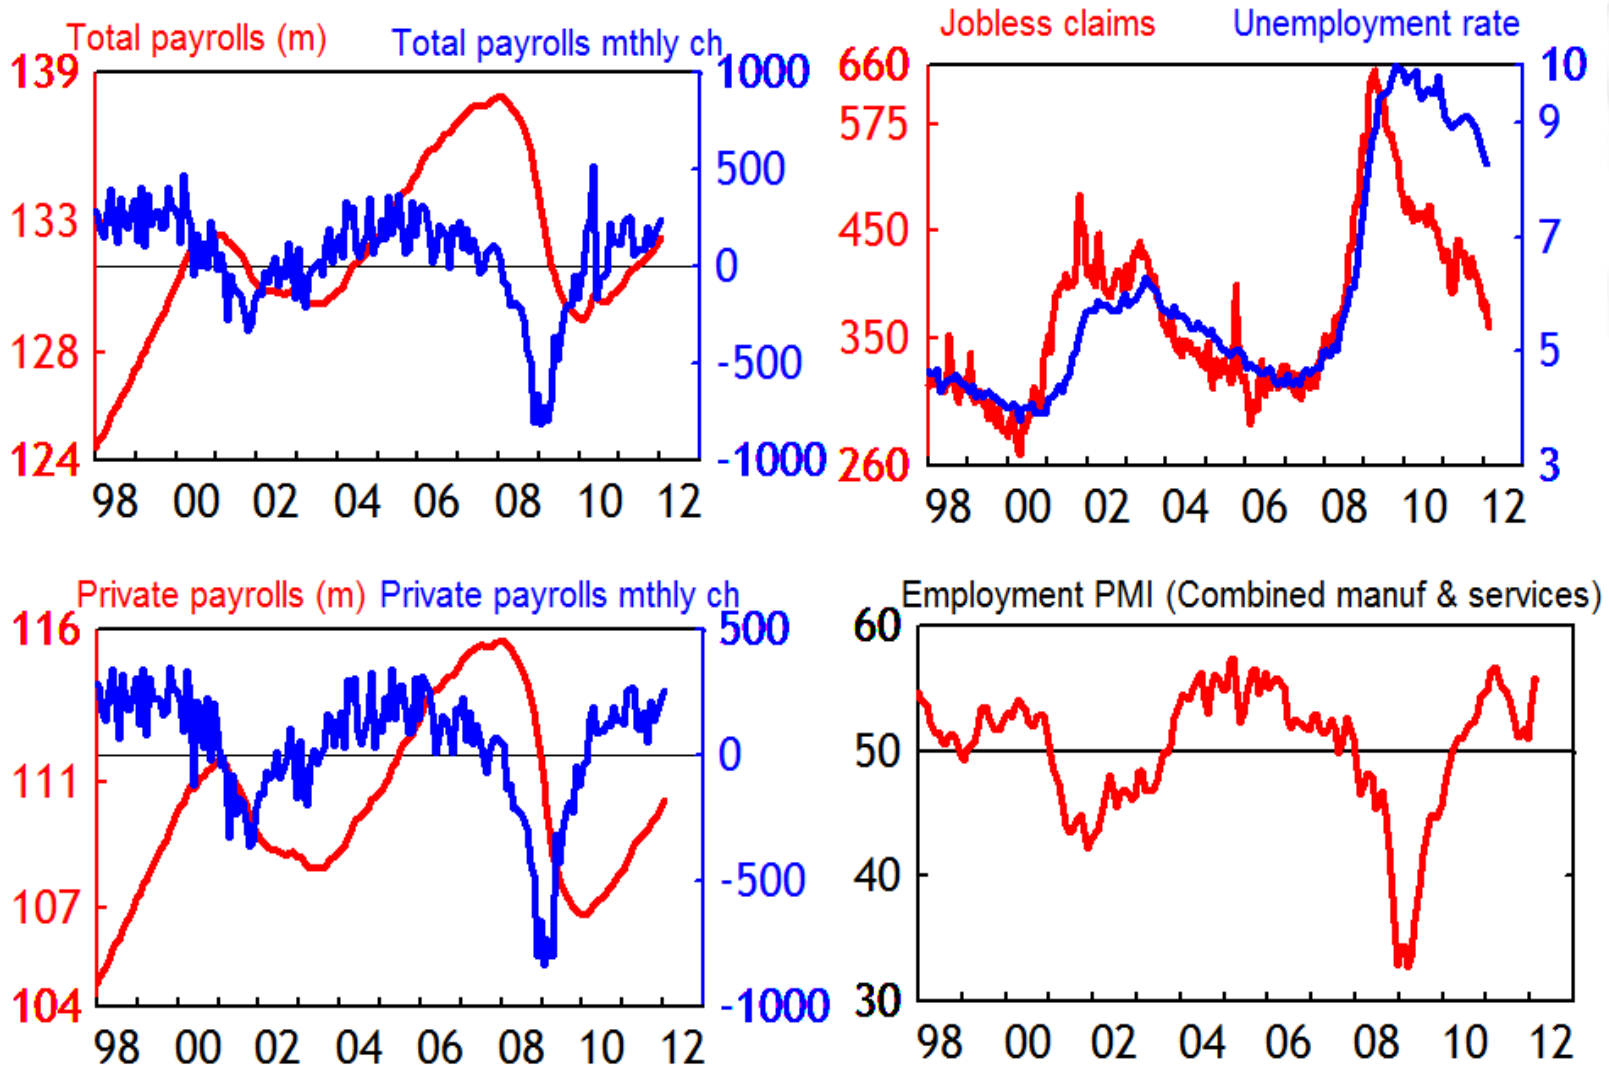 Total payrolls (m) Total payrolls mthly ch
139 1000
500
133
0
128
-500
124 -1000
98 00 02 04 06 08 10 12
Jobless claims Unemployment rate
660 10
575 9
450 7
350 5
260 3
98 00 02 04 06 08 10 12
Private payrolls (m) Private payrolls mthly ch
116 500
0
111
-500
107
104 -1000
98 00 02 04 06 08 10 12
Employment PMI (Combined manuf & services)
60
50
40
30
98 00 02 04 06 08 10 12